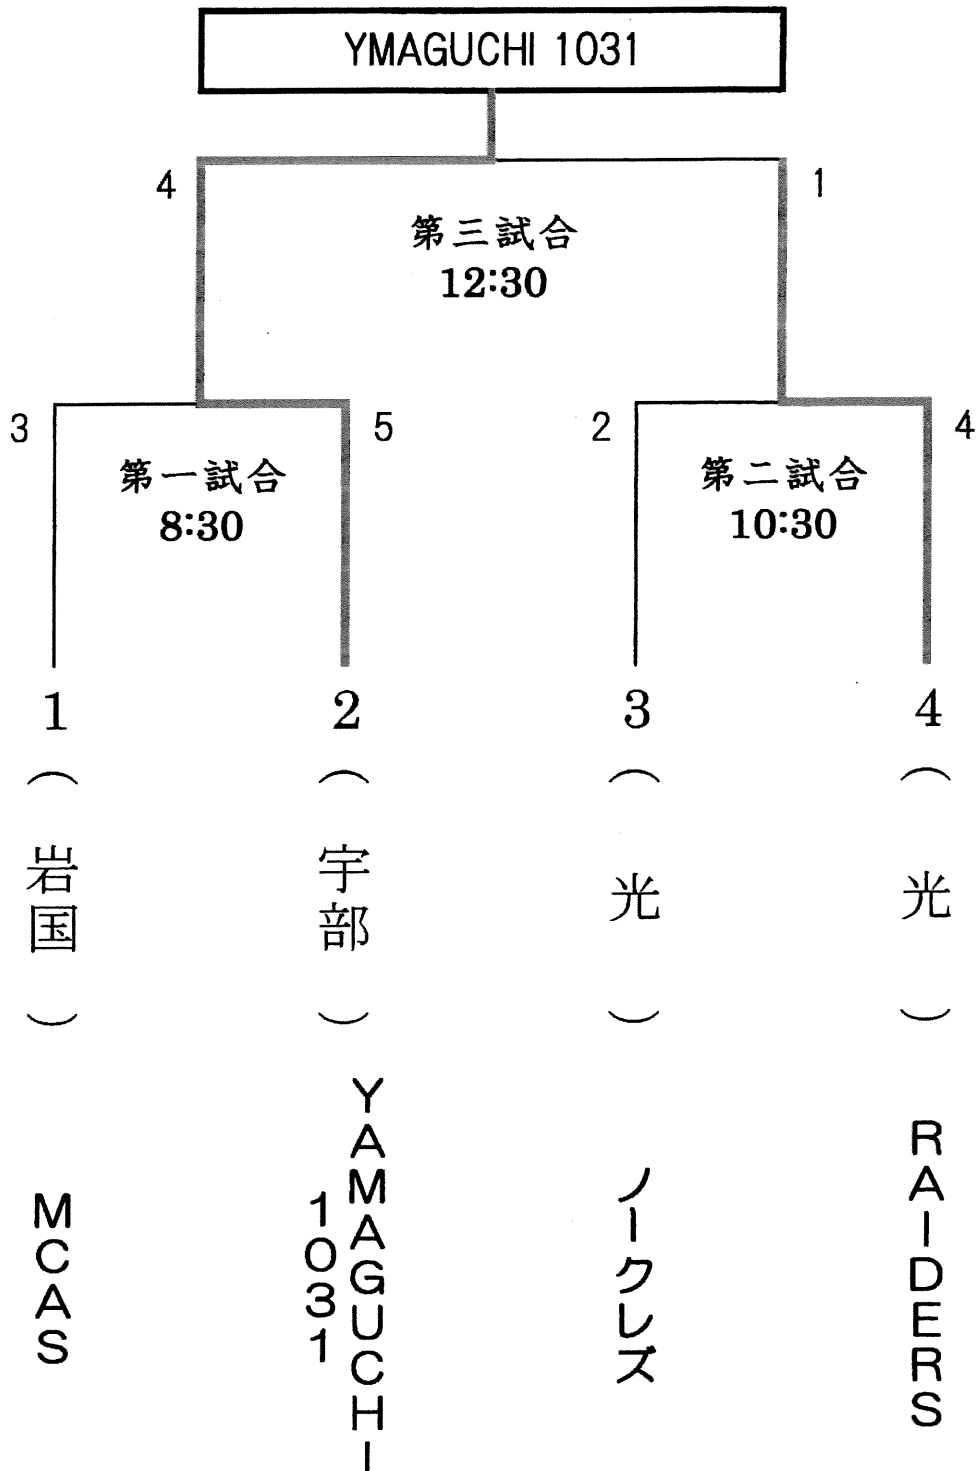 YMAGUCHI 1031
4
1
第三試合
12:30
3
5
2
4
第一試合
8:30
第二試合
10:30
1
2
3
4
(岩国)
(宇部)
(光)
(光)
MCAS
YAMAGUCHI
1031
ノークレズ
RAIDERS